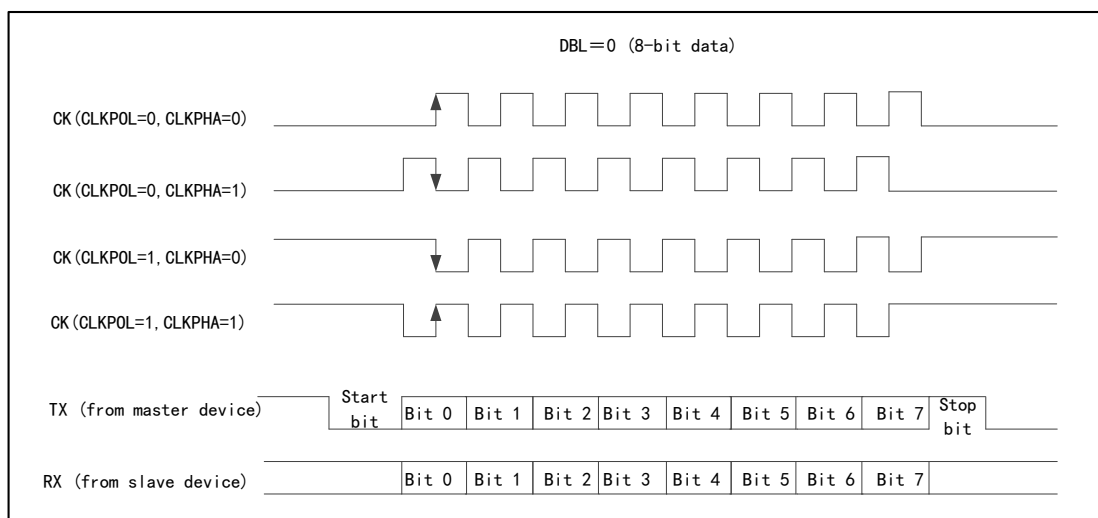 DBL=0 (8-bit data)
CK(CLKPOL=0, CLKPHA=0)
CK(CLKPOL=0, CLKPHA=1)
CK(CLKPOL=1, CLKPHA=0)
CK(CLKPOL=1, CLKPHA=1)
TX (from master device) Start bit Bit 0 Bit 1 Bit 2 Bit 3 Bit 4 Bit 5 Bit 6 Bit 7 Stop bit
RX (from slave device) Bit 0 Bit 1 Bit 2 Bit 3 Bit 4 Bit 5 Bit 6 Bit 7